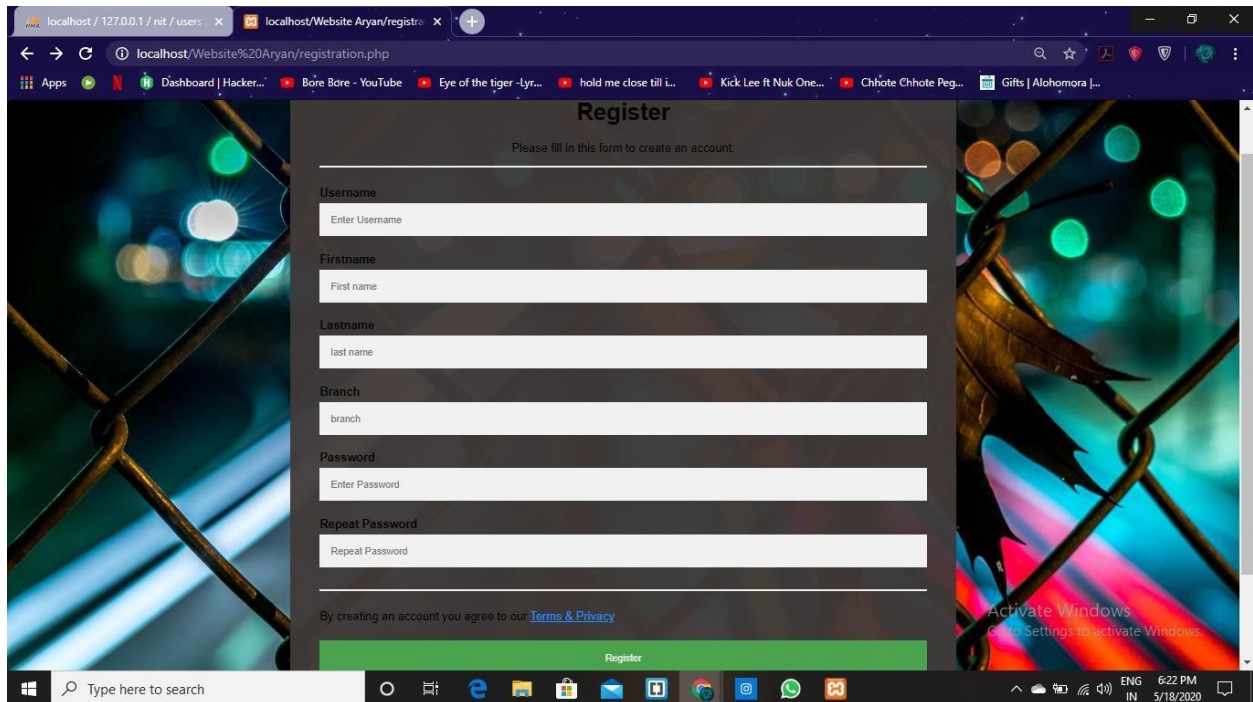 localhost / 127.0.0.1 / nit / users
localhost/Website Aryan/registra
localhost/Website%20Aryan/registration.php
Apps
N
Dashboard | Hacker...
Bore Bore - YouTube
Eye of the tiger -Lyr...
hold me close till i...
Kick Lee ft Nuk One...
Chhote Chhote Peg...
Gifts | Alohomora |...
Register
Please fill in this form to create an account.
Username
Enter Username
Firstname
First name
Lastname
last name
Branch
branch
Password
Enter Password
Repeat Password
Repeat Password
By creating an account you agree to our Terms & Privacy
Register
Activate Windows
Go to Settings to activate Windows.
Type here to search
ENG
IN
6:22 PM
5/18/2020